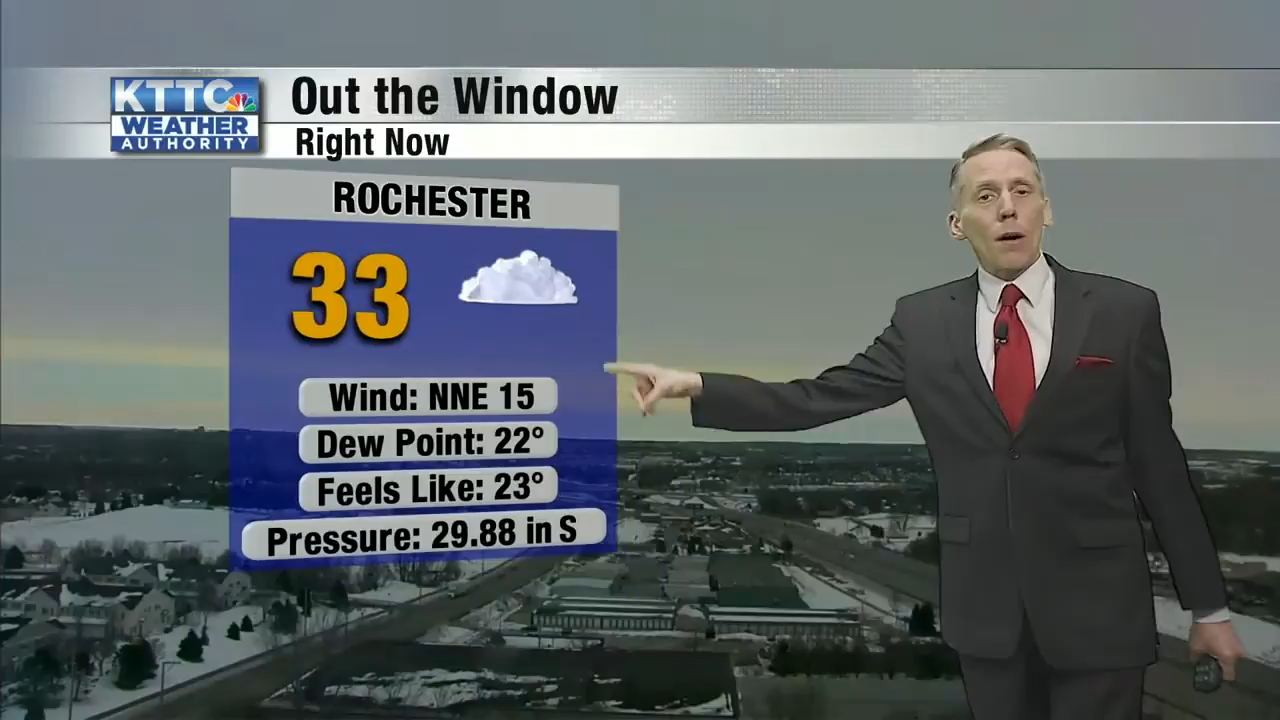 KTTC
WEATHER
AUTHORITY
Out the Window
Right Now
ROCHESTER
33
Wind: NNE 15
Dew Point: 22°
Feels Like: 23°
Pressure: 29.88 in S